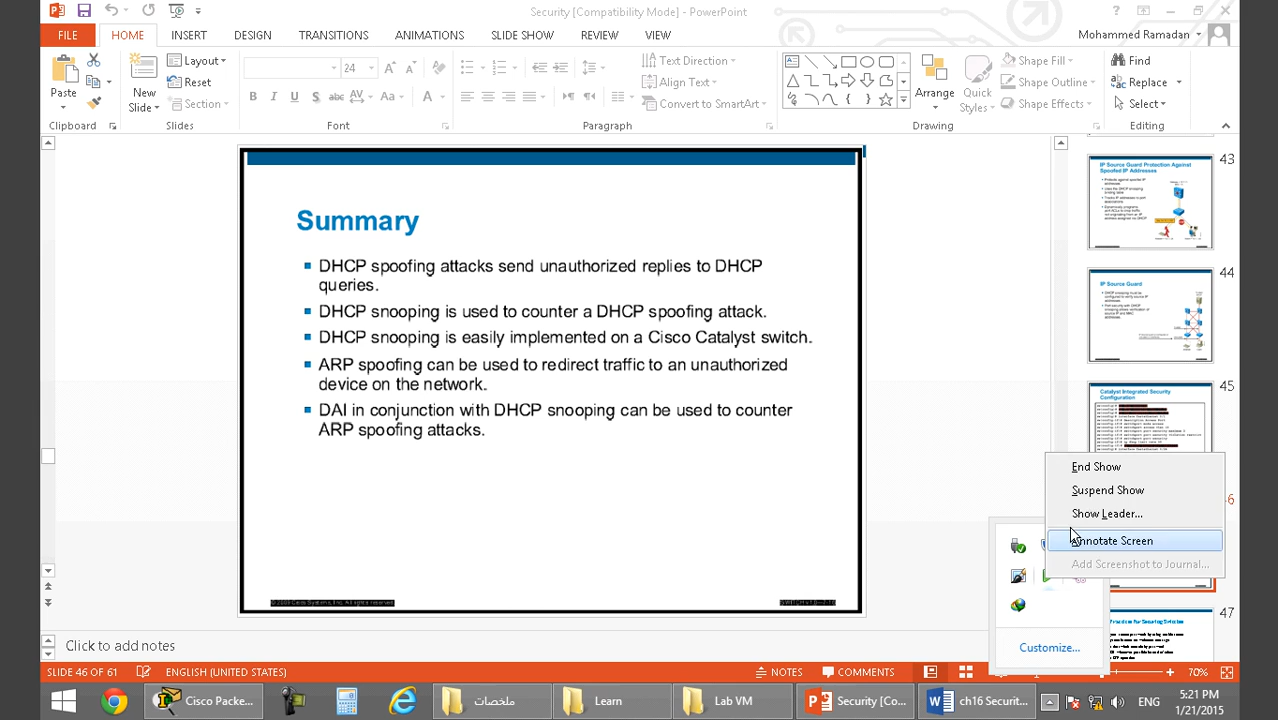 Security [Compatibility Mode] - PowerPoint
FILE HOME INSERT DESIGN TRANSITIONS ANIMATIONS SLIDE SHOW REVIEW VIEW Mohammed Ramadan
Paste
Clipboard
New
Slide
Layout
Reset
Section
Slides
24
B I U S abc AV Aa A
Font
Text Direction
Align Text
Convert to SmartArt
Paragraph
Arrange
Quick
Styles
Shape Fill
Shape Outline
Shape Effects
Drawing
Find
Replace
Select
Editing
Summary
DHCP spoofing attacks send unauthorized replies to DHCP
queries.
DHCP snooping is used to counter a DHCP spoofing attack.
DHCP snooping is easily implemented on a Cisco Catalyst switch.
ARP spoofing can be used to redirect traffic to an unauthorized
device on the network.
DAI in conjunction with DHCP snooping can be used to counter
ARP spoofing attacks.
43
IP Source Guard Protection Against
Spoofed IP Addresses
44
IP Source Guard
45
Catalyst Integrated Security
Configuration
47
End Show
Suspend Show
Show Leader...
Annotate Screen
Add Screenshot to Journal...
Customize...
Click to add notes
SLIDE 46 OF 61 ENGLISH (UNITED STATES) NOTES COMMENTS 70%
Cisco Packe...
ملخصات
Learn
Lab VM
Security [Co...
ch16 Securit...
ENG
5:21 PM
1/21/2015